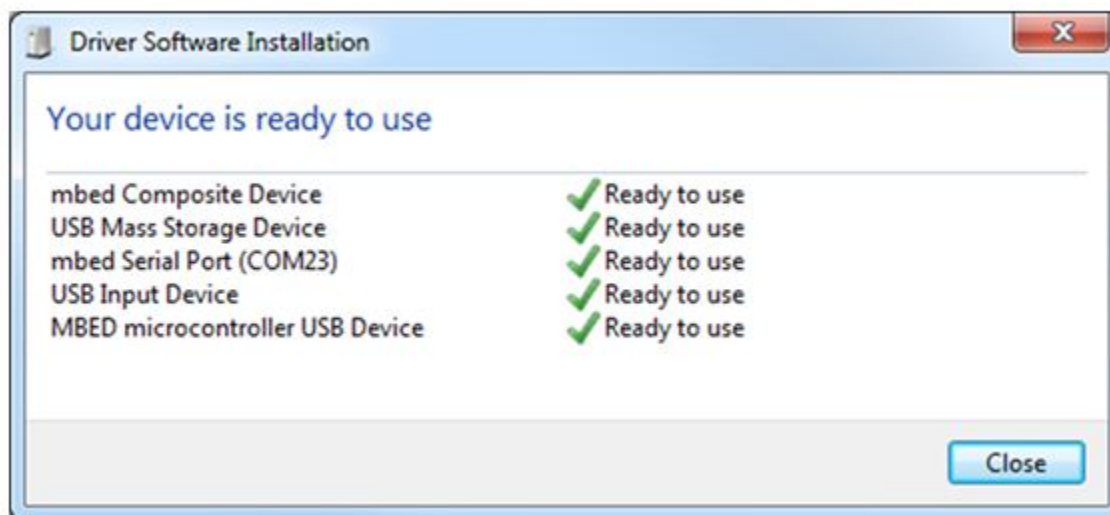 Driver Software Installation
Your device is ready to use
mbed Composite Device Ready to use
USB Mass Storage Device Ready to use
mbed Serial Port (COM23) Ready to use
USB Input Device Ready to use
MBED microcontroller USB Device Ready to use
Close